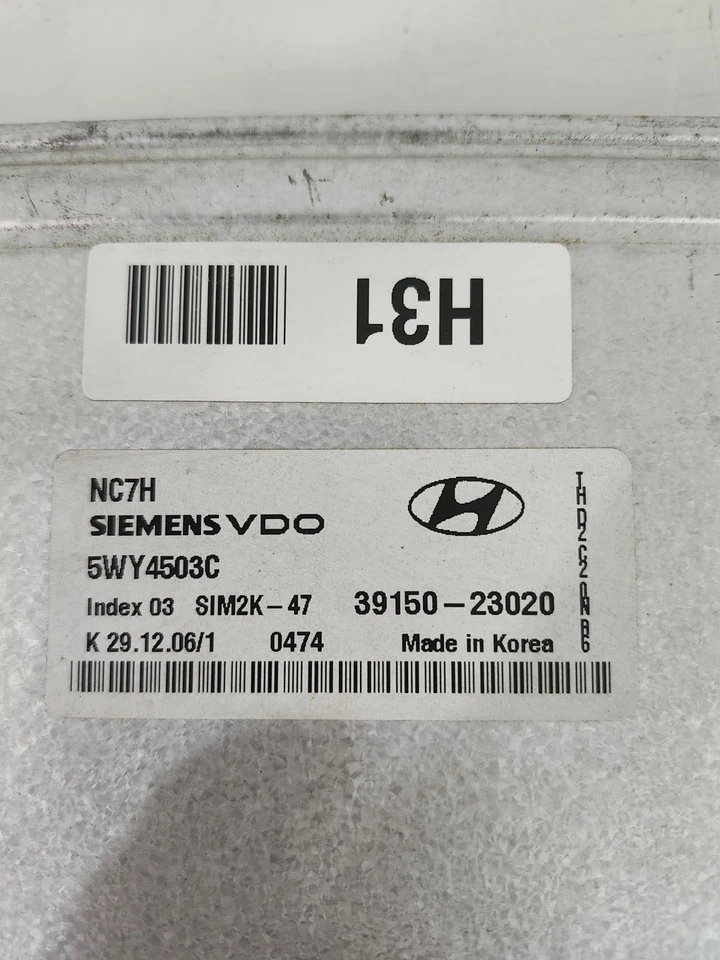 H31
NC7H
SIEMENS VDO
5WY4503C
Index 03 SIM2K-47 39150-23020
K 29.12.06/1 0474 Made in Korea